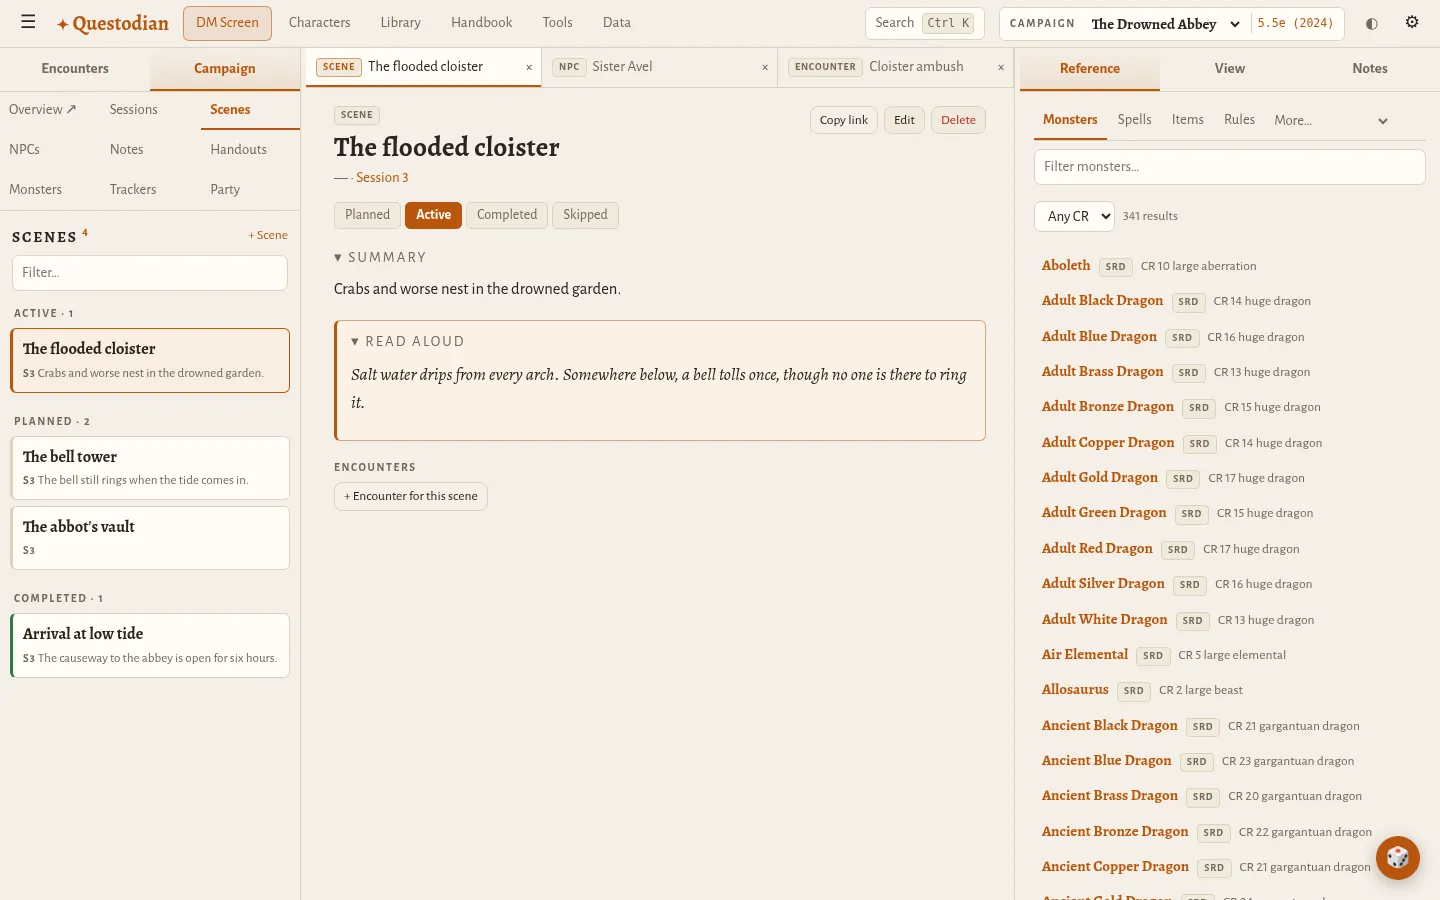 ☰ ✦ Questodian DM Screen Characters Library Handbook Tools Data Search Ctrl K CAMPAIGN The Drowned Abbey 5.5e (2024)
Encounters Campaign
Overview ↗ Sessions Scenes
NPCs Notes Handouts
Monsters Trackers Party
SCENES 4 + Scene
Filter...
ACTIVE · 1
The flooded cloister
S3 Crabs and worse nest in the drowned garden.
PLANNED · 2
The bell tower
S3 The bell still rings when the tide comes in.
The abbot's vault
S3
COMPLETED · 1
Arrival at low tide
S3 The causeway to the abbey is open for six hours.
SCENE The flooded cloister × NPC Sister Avel × ENCOUNTER Cloister ambush ×
SCENE
Copy link Edit Delete
The flooded cloister
— · Session 3
Planned Active Completed Skipped
▾ SUMMARY
Crabs and worse nest in the drowned garden.
▾ READ ALOUD
Salt water drips from every arch. Somewhere below, a bell tolls once, though no one is there to ring
it.
ENCOUNTERS
+ Encounter for this scene
Reference View Notes
Monsters Spells Items Rules More...
Filter monsters...
Any CR 341 results
Aboleth SRD CR 10 large aberration
Adult Black Dragon SRD CR 14 huge dragon
Adult Blue Dragon SRD CR 16 huge dragon
Adult Brass Dragon SRD CR 13 huge dragon
Adult Bronze Dragon SRD CR 15 huge dragon
Adult Copper Dragon SRD CR 14 huge dragon
Adult Gold Dragon SRD CR 17 huge dragon
Adult Green Dragon SRD CR 15 huge dragon
Adult Red Dragon SRD CR 17 huge dragon
Adult Silver Dragon SRD CR 16 huge dragon
Adult White Dragon SRD CR 13 huge dragon
Air Elemental SRD CR 5 large elemental
Allosaurus SRD CR 2 large beast
Ancient Black Dragon SRD CR 21 gargantuan dragon
Ancient Blue Dragon SRD CR 23 gargantuan dragon
Ancient Brass Dragon SRD CR 20 gargantuan dragon
Ancient Bronze Dragon SRD CR 22 gargantuan dragon
Ancient Copper Dragon SRD CR 21 gargantuan dragon